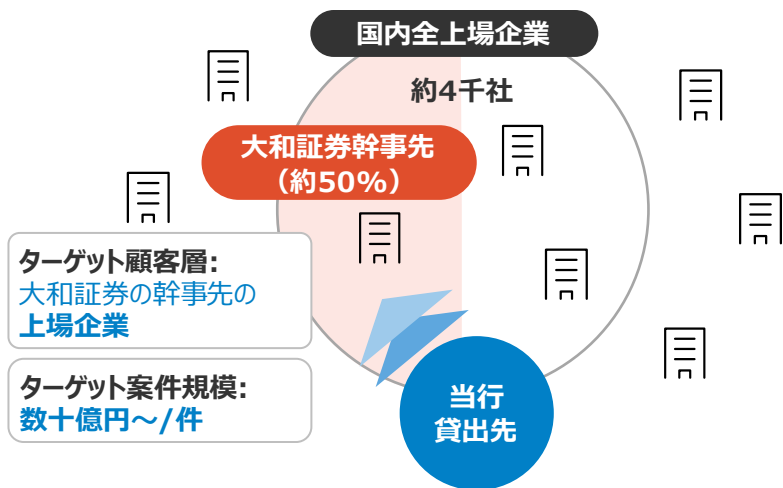 国内全上場企業
約4千社
大和証券幹事先
（約50%）
ターゲット顧客層:
大和証券の幹事先の
上場企業
ターゲット案件規模:
数十億円～/件
当行
貸出先